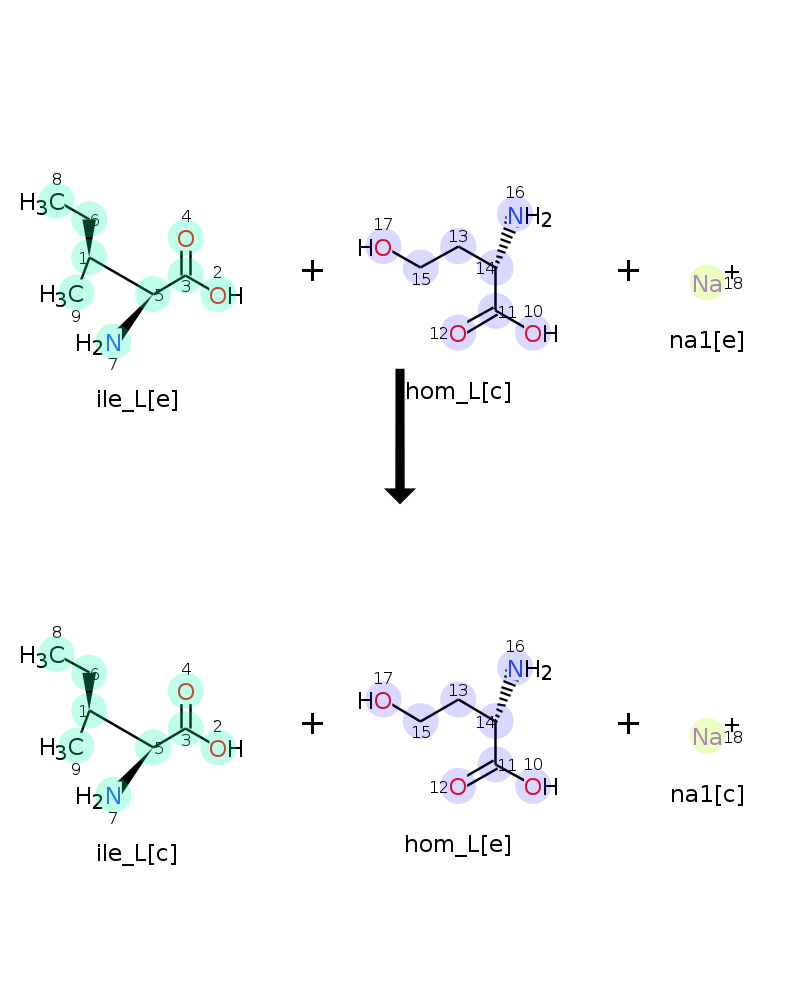 8
H3C
6
1
H3C
9
4
O
3
2
OH
5
H2N
7
ile_L[e]
+
17
HO
13
15
16
NH2
14
11
10
12 O
OH
hom_L[c]
+
Na+
18
na1[e]
8
H3C
6
1
H3C
9
4
O
3
2
OH
5
H2N
7
ile_L[c]
+
17
HO
13
15
16
NH2
14
11
10
12 O
OH
hom_L[e]
+
Na+
18
na1[c]